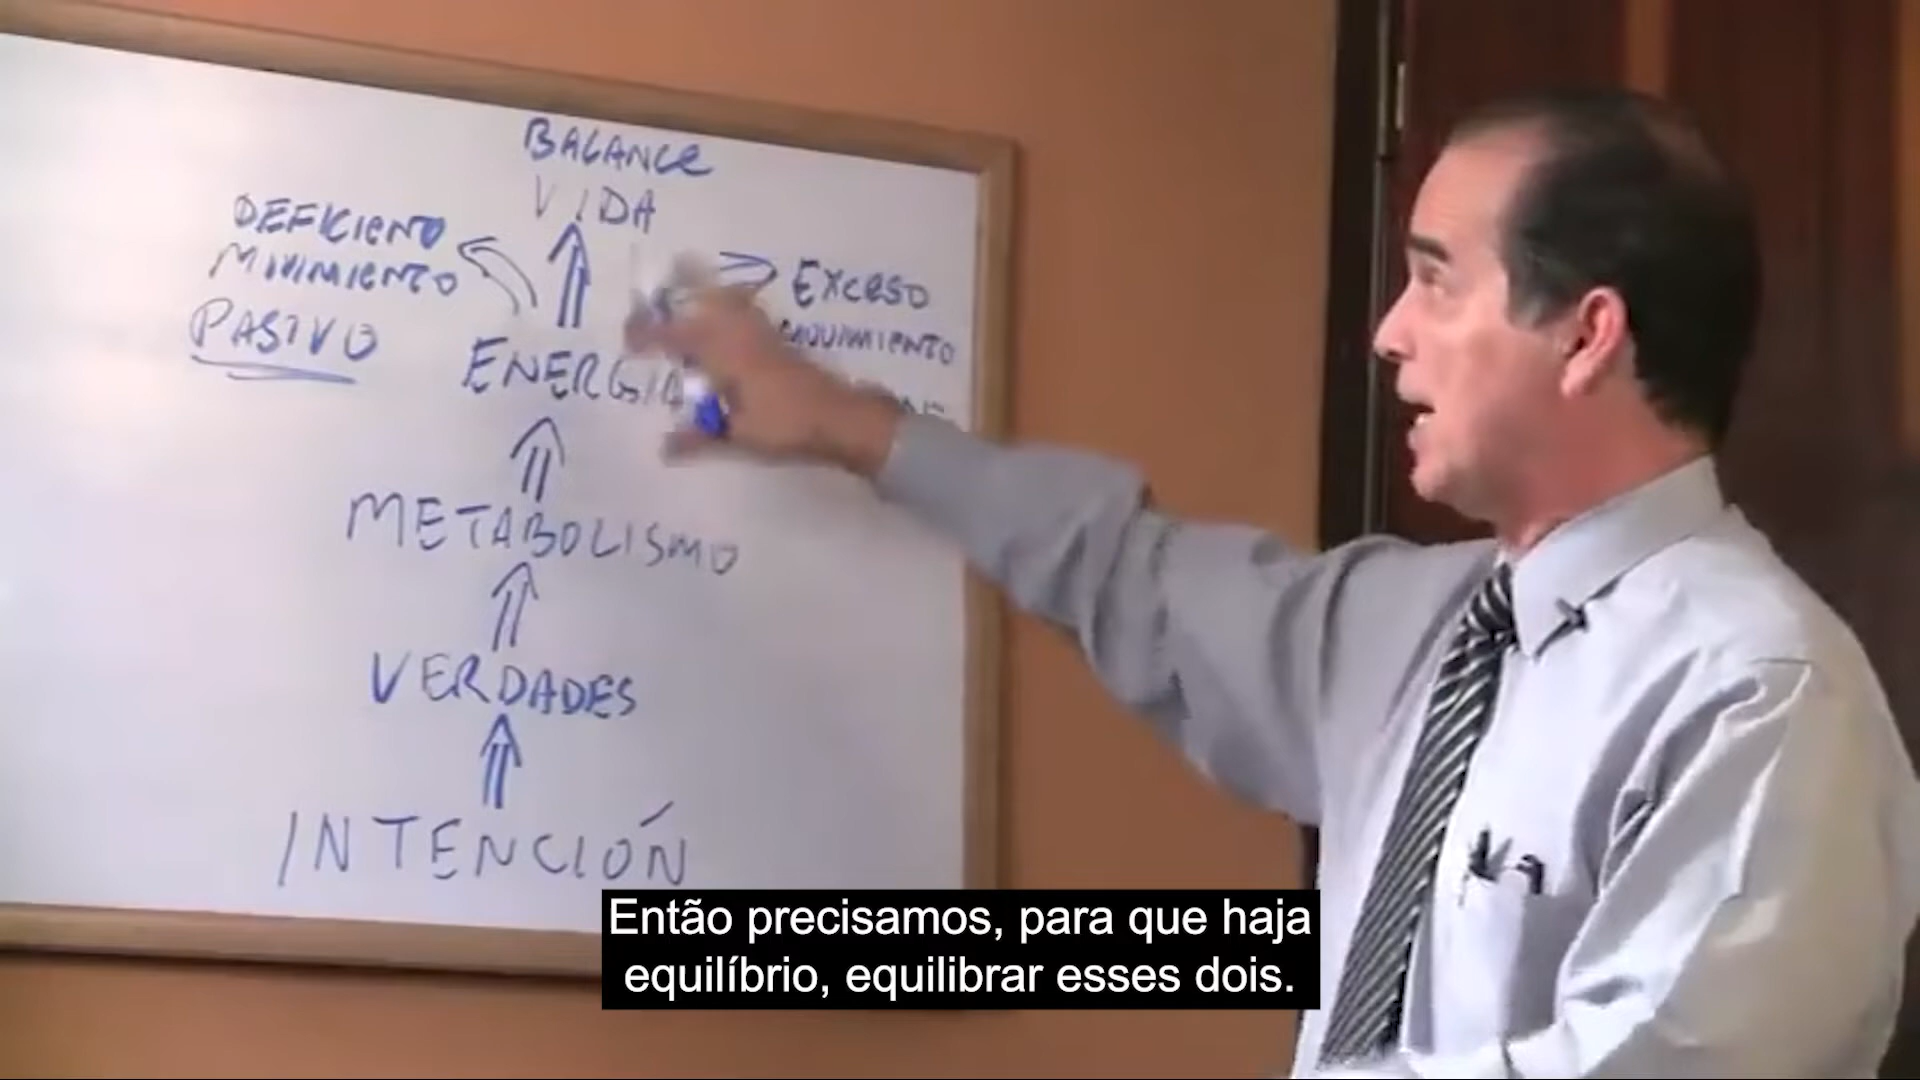 BALANCE
VIDA
DEFICIENTO
MIVIMIENTO
PASIVO
EXCESO
MOVIMIENTO
ENERGIA
METABOLISMO
VERDADES
INTENCIÓN
Então precisamos, para que haja
equilíbrio, equilibrar esses dois.